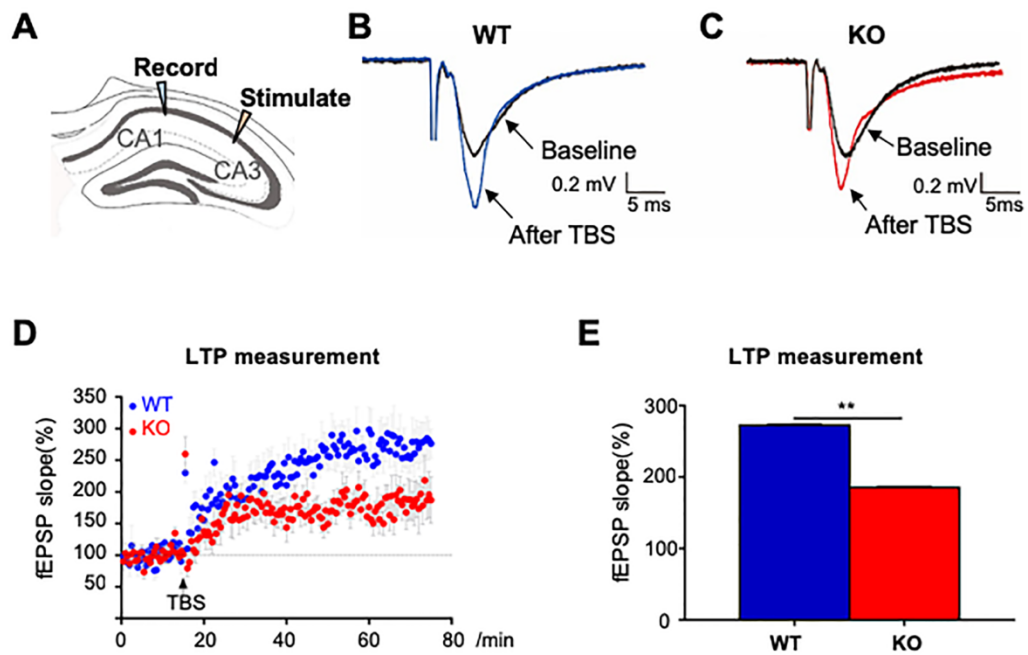 A
Record
Stimulate
CA1
CA3
B
WT
Baseline
0.2 mV
5 ms
After TBS
C
KO
Baseline
0.2 mV
5ms
After TBS
D
LTP measurement
fEPSP slope(%)
350
300
250
200
150
100
50
WT
KO
TBS
0
20
40
60
80
/min
E
LTP measurement
fEPSP slope(%)
300
200
100
0
**
WT
KO